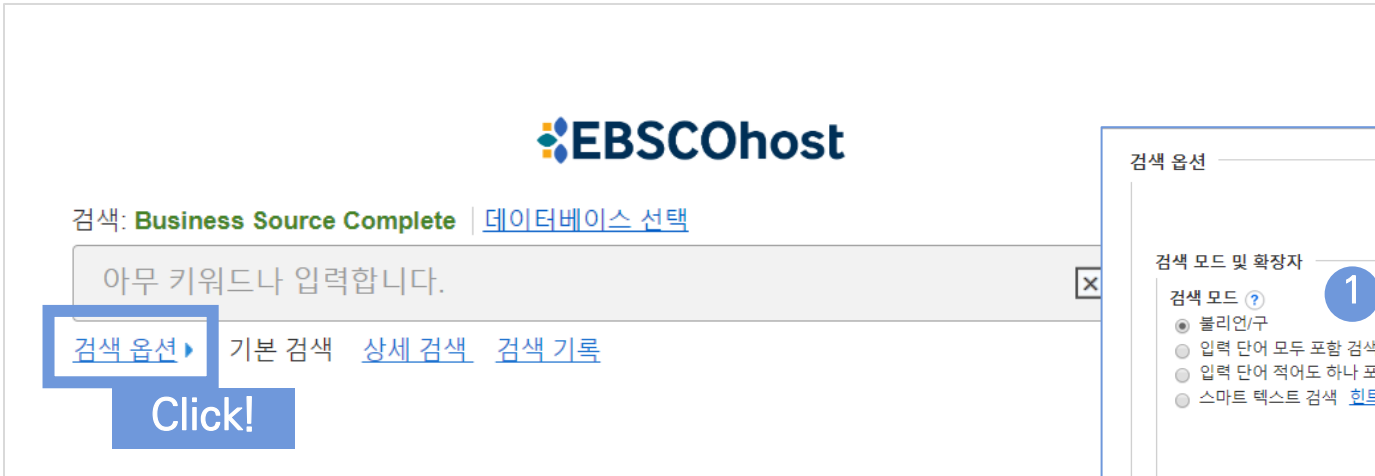 EBSCOhost
검색: Business Source Complete 데이터베이스 선택
아무 키워드나 입력합니다.
검색 옵션 기본 검색 상세 검색 검색 기록
Click!
검색 옵션
검색 모드 및 확장자
1
검색 모드 ?
불리언/구
입력 단어 모두 포함 검색
입력 단어 적어도 하나
스마트 텍스트 검색 힌트